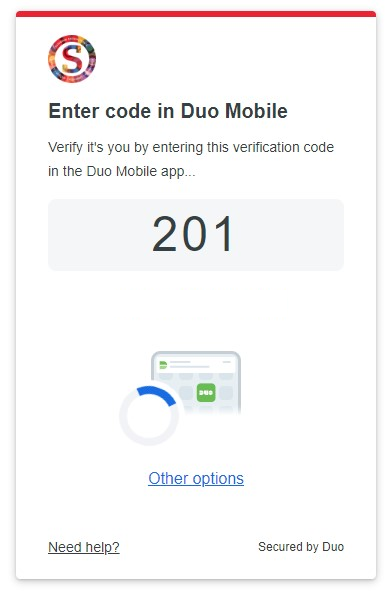 S
Enter code in Duo Mobile
Verify it's you by entering this verification code
in the Duo Mobile app...
201
DUO
Other options
Need help?
Secured by Duo